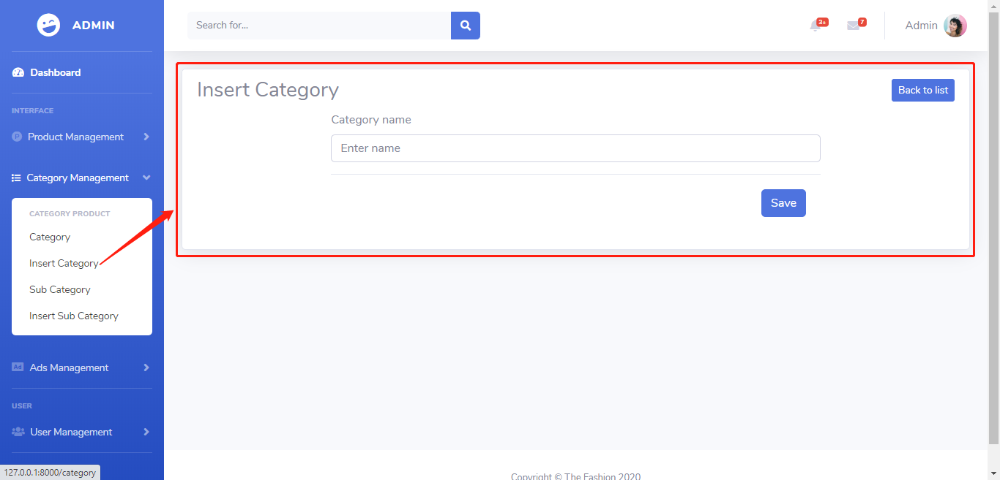 ADMIN
Search for...
3+
7
Admin
Dashboard
INTERFACE
P
Product Management
Category Management
CATEGORY PRODUCT
Category
Insert Category
Sub Category
Insert Sub Category
Ad
Ads Management
USER
User Management
127.0.0.1:8000/category
Insert Category
Back to list
Category name
Enter name
Save
Copyright © The Fashion 2020